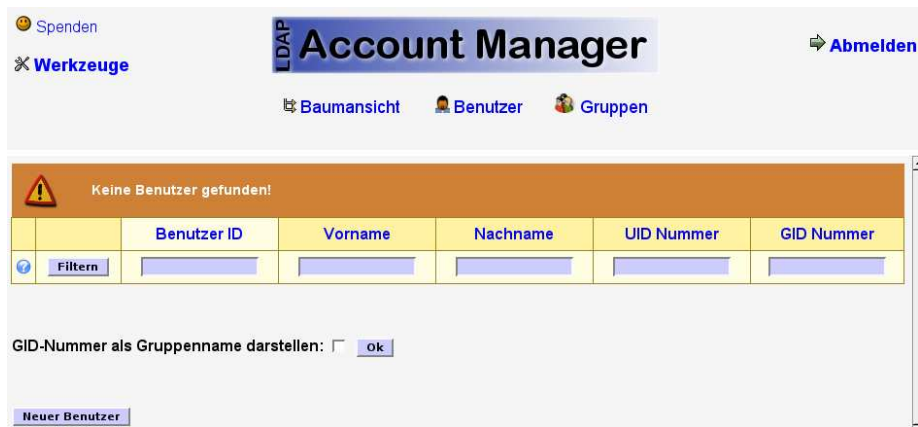 Spenden
Werkzeuge
LDAP
Account Manager
Abmelden
Baumansicht Benutzer Gruppen
Keine Benutzer gefunden!
Benutzer ID Vorname Nachname UID Nummer GID Nummer
Filtern
GID-Nummer als Gruppenname darstellen: Ok
Neuer Benutzer